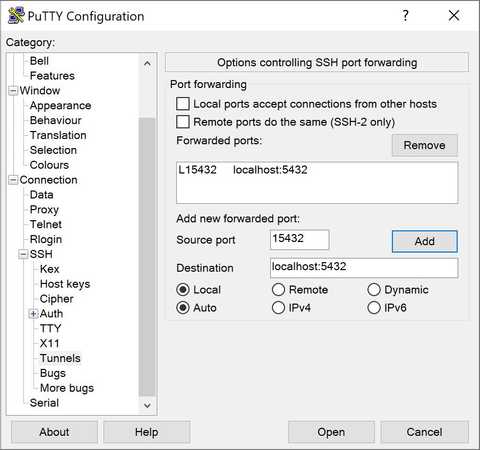 PuTTY Configuration
Category:
Bell
Features
Window
Appearance
Behaviour
Translation
Selection
Colours
Connection
Data
Proxy
Telnet
Rlogin
SSH
Kex
Host keys
Cipher
Auth
TTY
X11
Tunnels
Bugs
More bugs
Serial
Options controlling SSH port forwarding
Port forwarding
Local ports accept connections from other hosts
Remote ports do the same (SSH-2 only)
Forwarded ports: Remove
L15432 localhost:5432
Add new forwarded port:
Source port 15432 Add
Destination localhost:5432
Local Remote Dynamic
Auto IPv4 IPv6
About Help Open Cancel